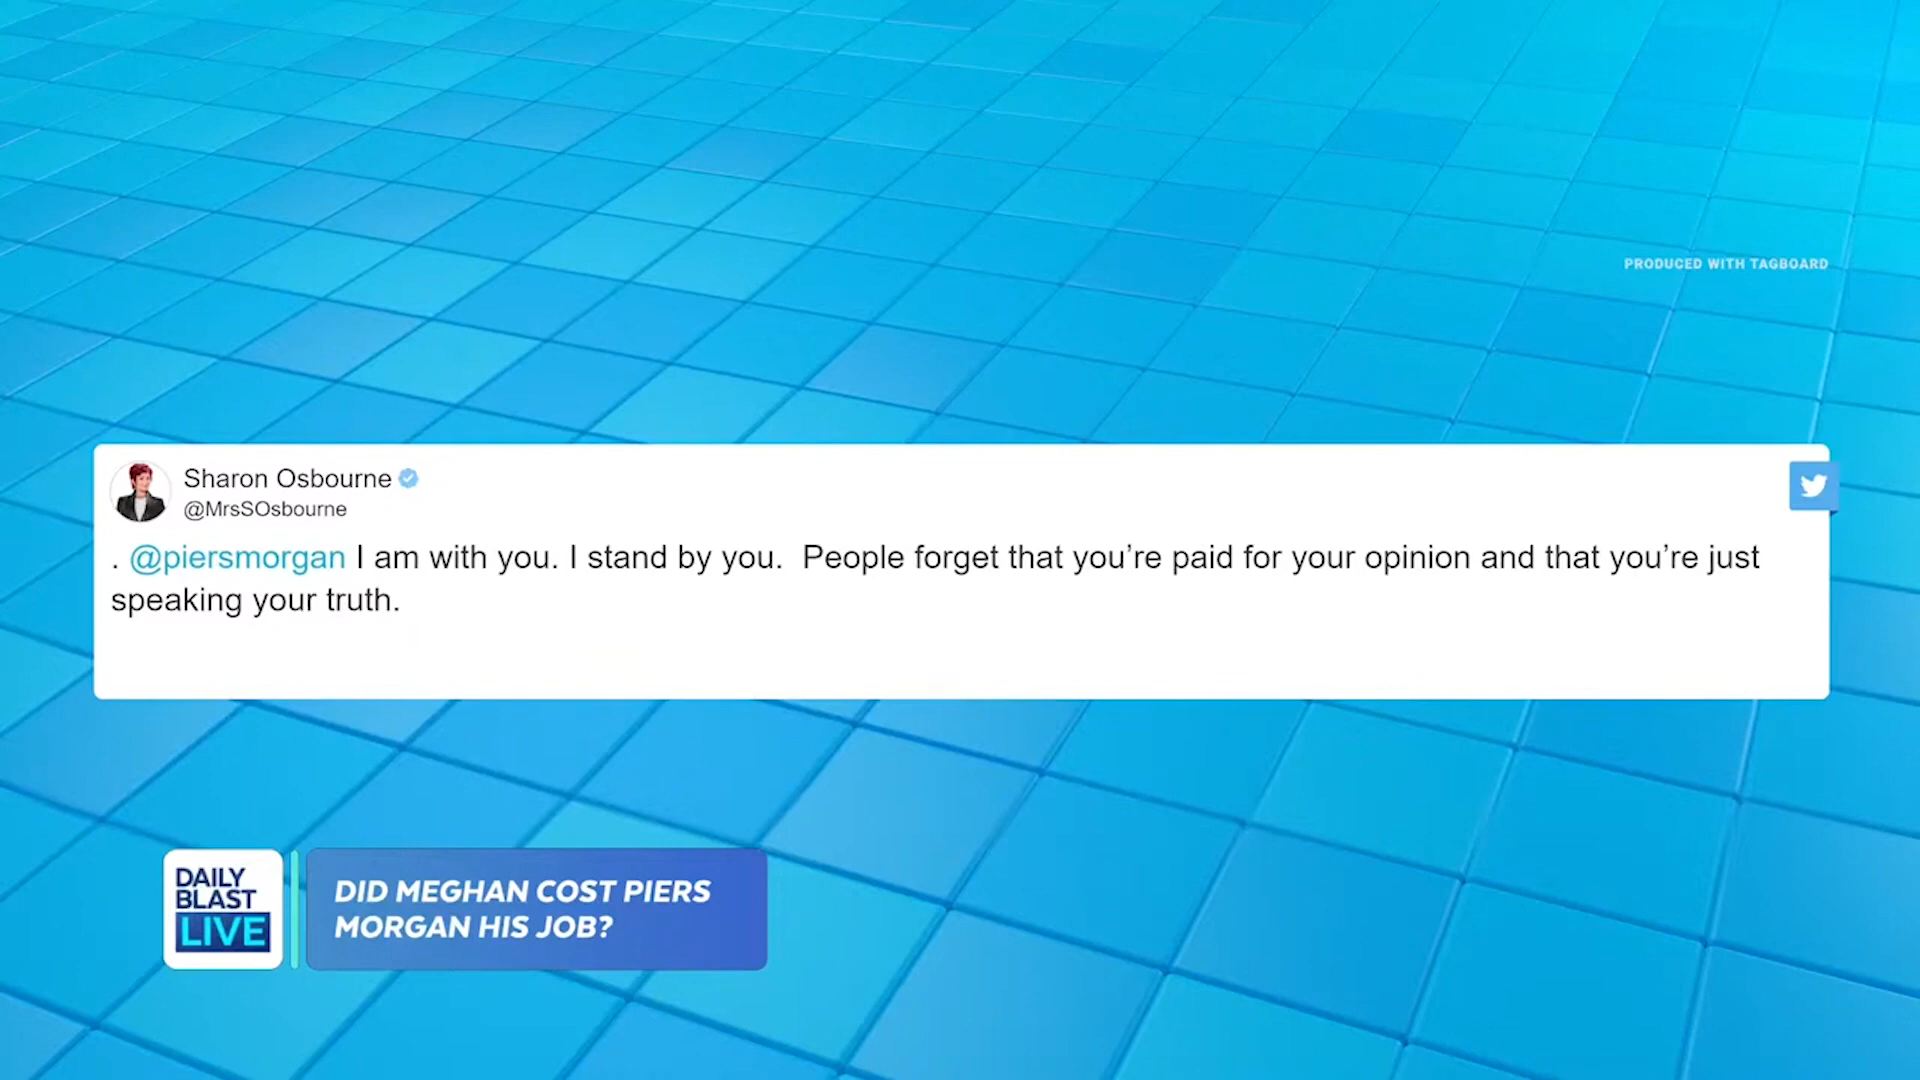 PRODUCED WITH TAGBOARD
Sharon Osbourne
@MrsSOsbourne
. @piersmorgan I am with you. I stand by you.  People forget that you’re paid for your opinion and that you’re just
speaking your truth.
DAILY
BLAST
LIVE
DID MEGHAN COST PIERS
MORGAN HIS JOB?